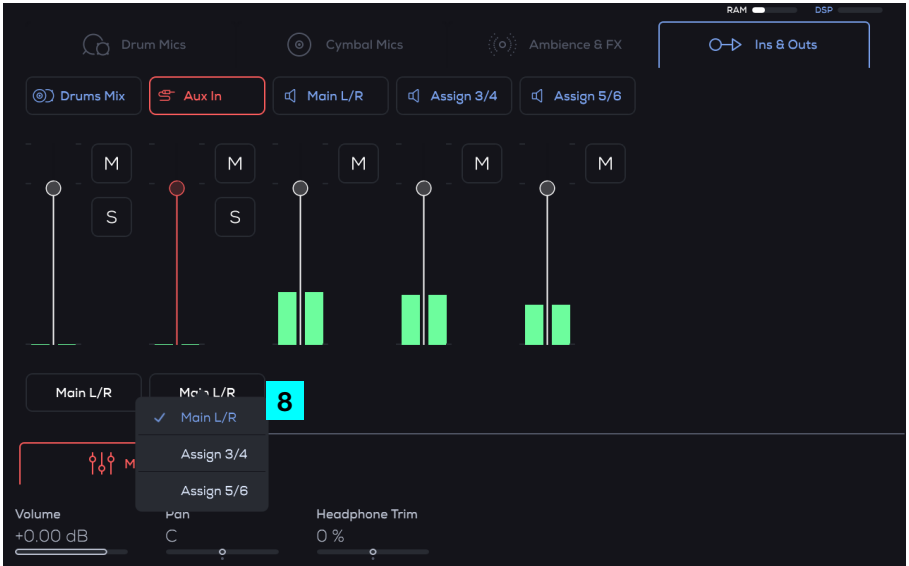 RAM DSP
Drum Mics Cymbal Mics Ambience & FX Ins & Outs
Drums Mix Aux In Main L/R Assign 3/4 Assign 5/6
M M M M M
S S
Main L/R Main L/R
8
Main L/R
Assign 3/4
M
Assign 5/6
Volume Pan Headphone Trim
+0.00 dB C 0 %